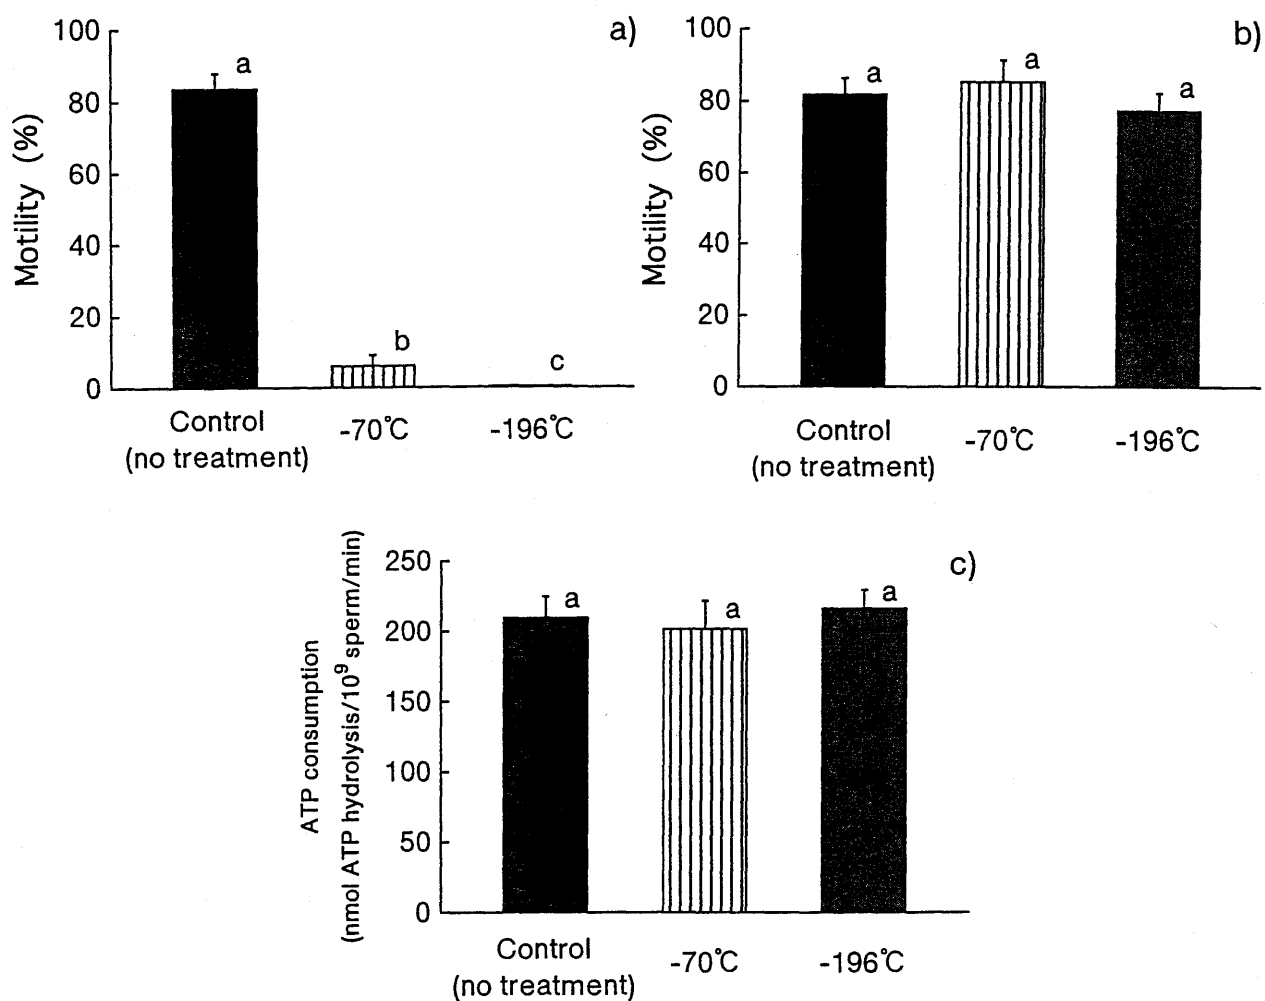 a)
Motility (%)
100
80
60
40
20
0
a
b
c
Control
(no treatment)
-70℃
-196℃
b)
Motility (%)
100
80
60
40
20
0
a
a
a
Control
(no treatment)
-70℃
-196℃
c)
ATP consumption
(nmol ATP hydrolysis/10⁹ sperm/min)
250
200
150
100
50
0
a
a
a
Control
(no treatment)
-70℃
-196℃